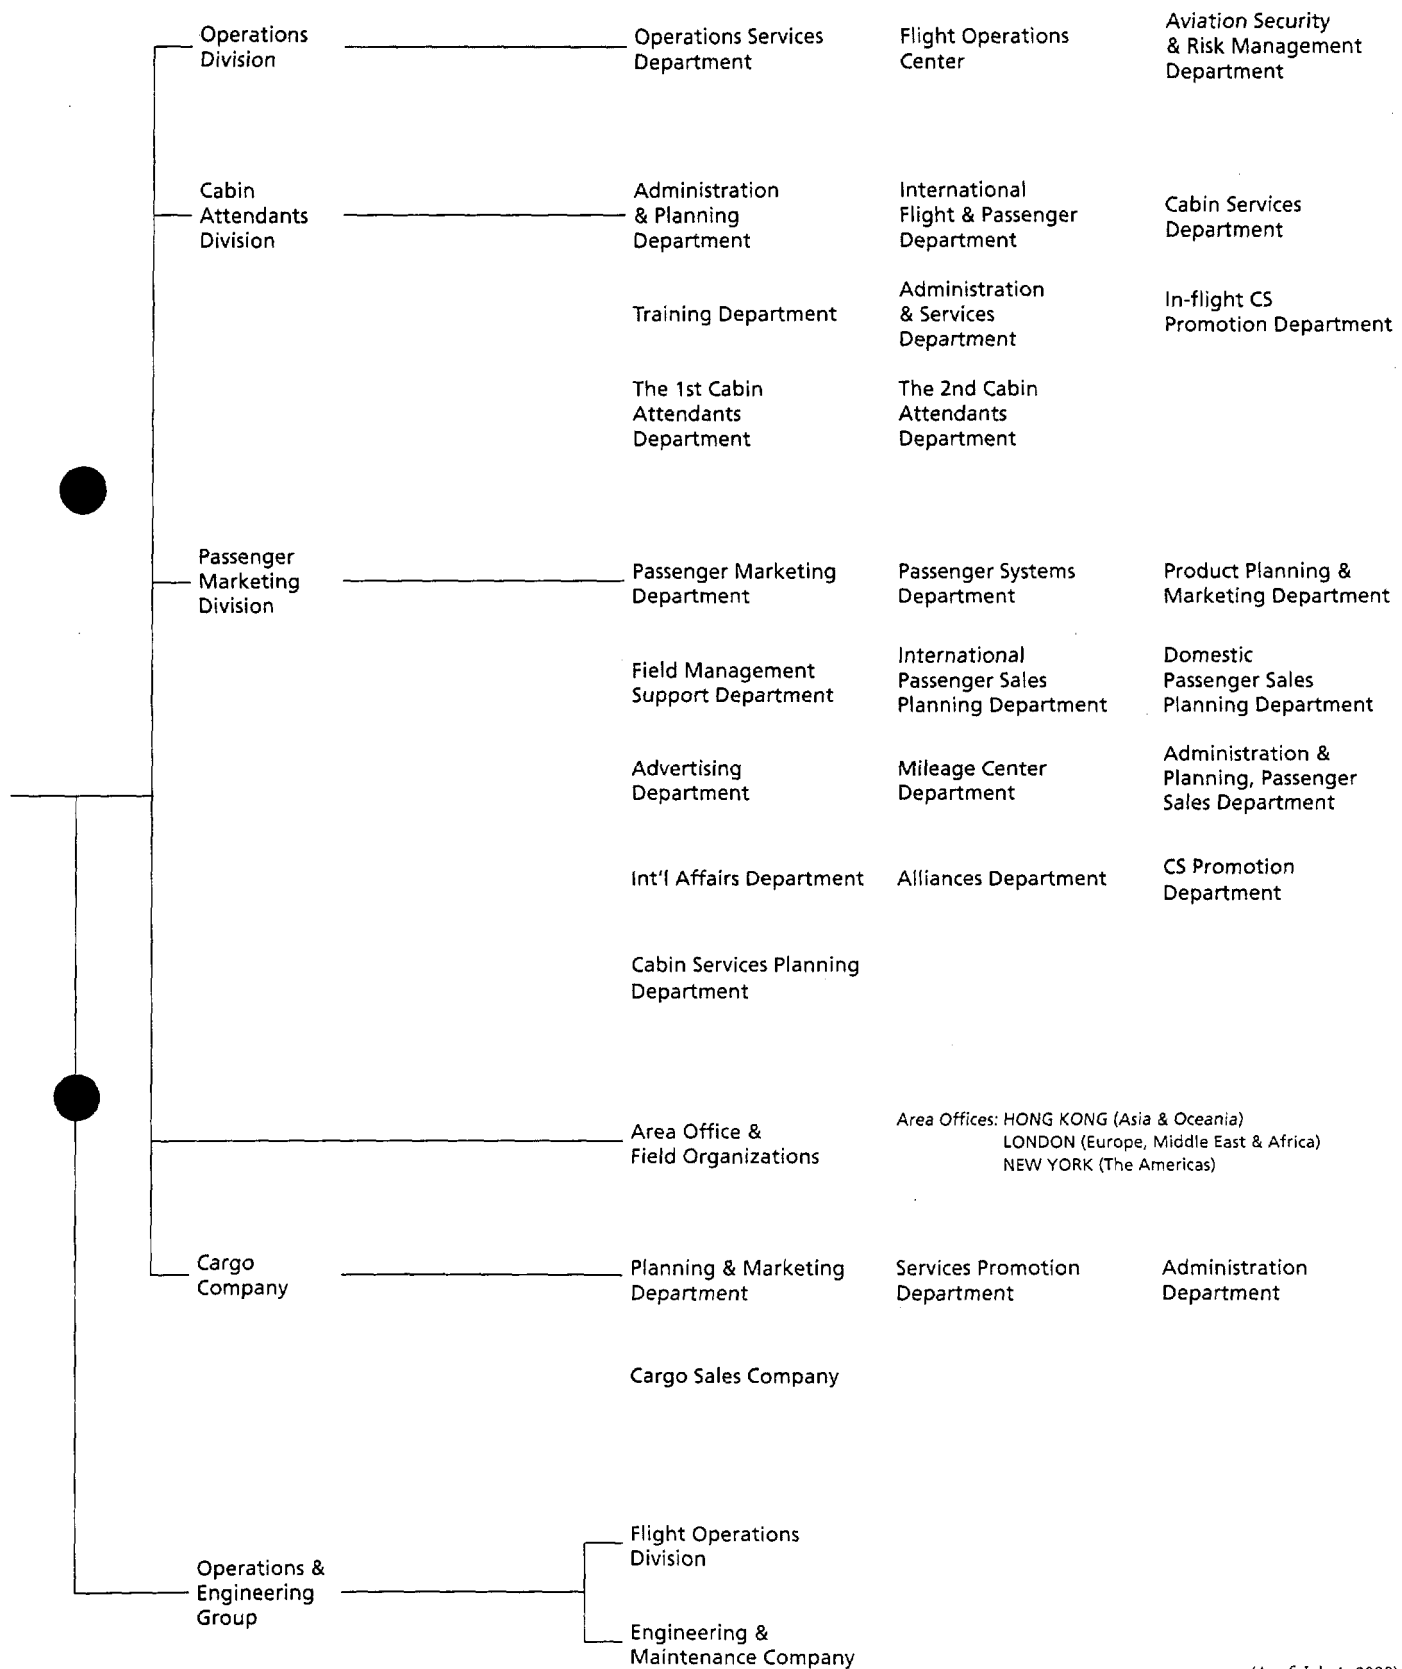 Operations
Division
Operations Services
Department
Flight Operations
Center
Aviation Security
& Risk Management
Department
Cabin
Attendants
Division
Administration
& Planning
Department
International
Flight & Passenger
Department
Cabin Services
Department
Training Department
Administration
& Services
Department
In-flight CS
Promotion Department
The 1st Cabin
Attendants
Department
The 2nd Cabin
Attendants
Department
Passenger
Marketing
Division
Passenger Marketing
Department
Passenger Systems
Department
Product Planning &
Marketing Department
Field Management
Support Department
International
Passenger Sales
Planning Department
Domestic
Passenger Sales
Planning Department
Advertising
Department
Mileage Center
Department
Administration &
Planning, Passenger
Sales Department
Int'l Affairs Department
Alliances Department
CS Promotion
Department
Cabin Services Planning
Department
Area Office &
Field Organizations
Area Offices: HONG KONG (Asia & Oceania)
LONDON (Europe, Middle East & Africa)
NEW YORK (The Americas)
Cargo
Company
Planning & Marketing
Department
Services Promotion
Department
Administration
Department
Cargo Sales Company
Operations &
Engineering
Group
Flight Operations
Division
Engineering &
Maintenance Company